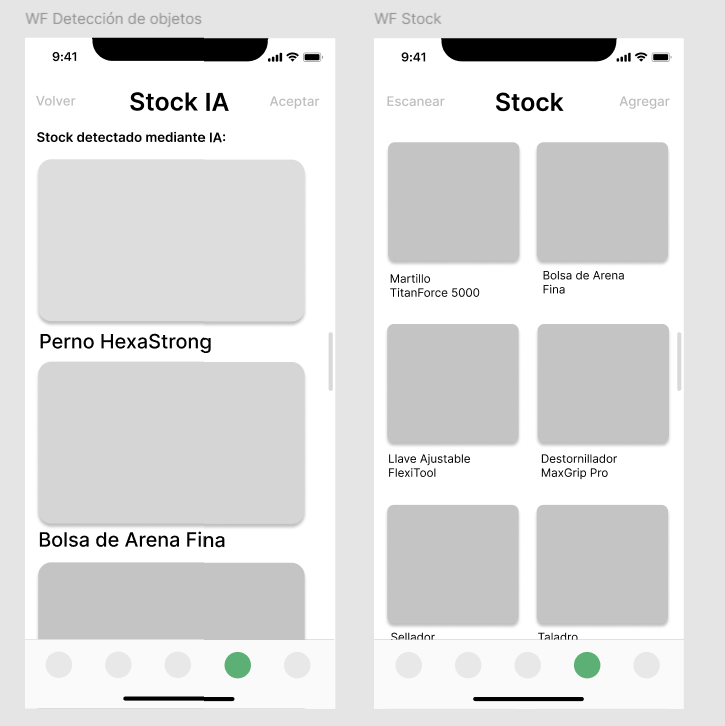 WF Detección de objetos
9:41
Volver
Stock IA
Aceptar
Stock detectado mediante IA:
Perno HexaStrong
Bolsa de Arena Fina
WF Stock
9:41
Escanear
Stock
Agregar
Martillo
TitanForce 5000
Bolsa de Arena
Fina
Llave Ajustable
FlexiTool
Destornillador
MaxGrip Pro
Sellador
Taladro